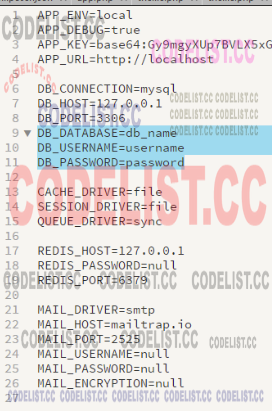 1 APP_ENV=local
2 APP_DEBUG=true
3 APP_KEY=base64:Gy9mgyXUp7BVLX5xG
4 APP_URL=http://localhost
5
6 DB_CONNECTION=mysql
7 DB_HOST=127.0.0.1
8 DB_PORT=3306
9 DB_DATABASE=db_name
10 DB_USERNAME=username
11 DB_PASSWORD=password
12
13 CACHE_DRIVER=file
14 SESSION_DRIVER=file
15 QUEUE_DRIVER=sync
16
17 REDIS_HOST=127.0.0.1
18 REDIS_PASSWORD=null
19 REDIS_PORT=6379
20
21 MAIL_DRIVER=smtp
22 MAIL_HOST=mailtrap.io
23 MAIL_PORT=2525
24 MAIL_USERNAME=null
25 MAIL_PASSWORD=null
26 MAIL_ENCRYPTION=null
27
CODELIST.CC